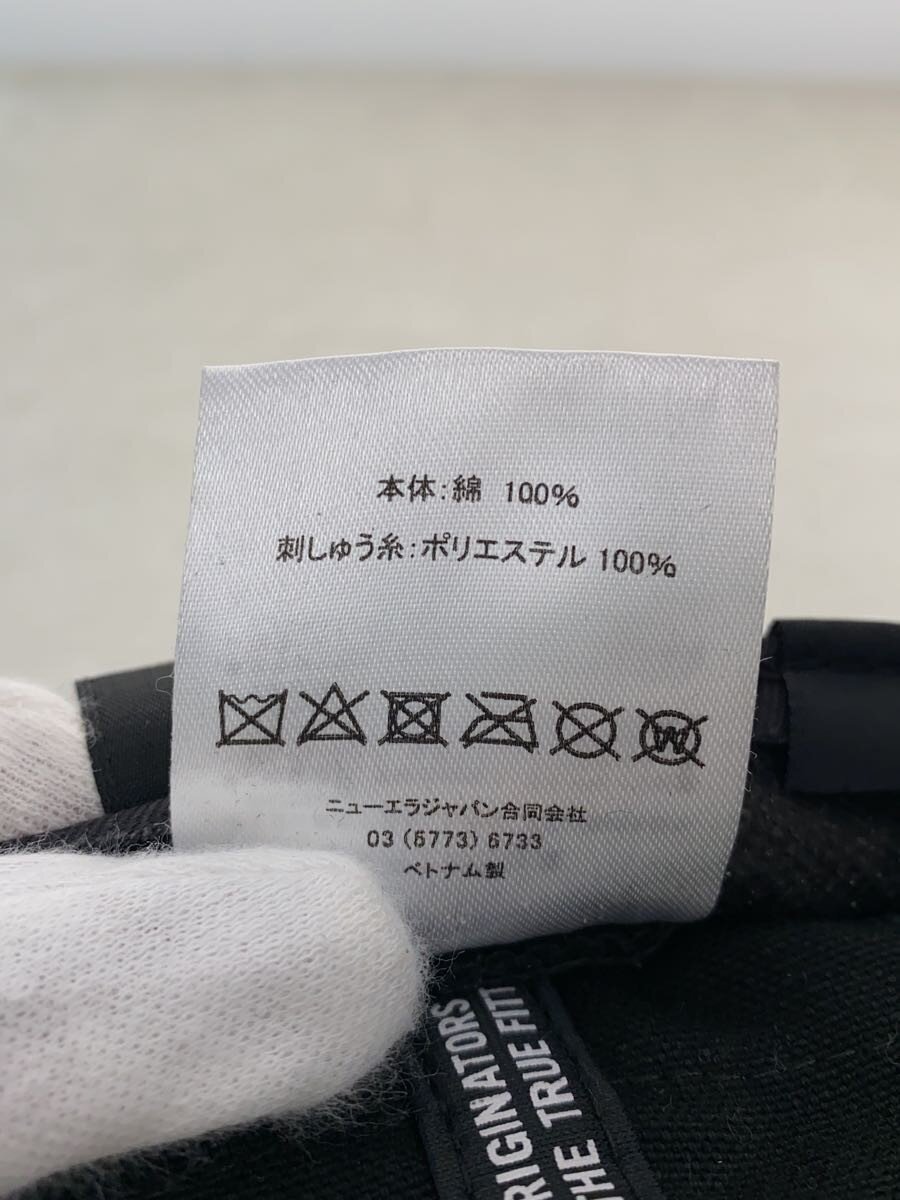 本体:綿 100%
刺しゅう糸:ポリエステル 100%
W
ニューエラジャパン合同会社
03 (5773) 6733
ベトナム製
RIGINATORS
THE TRUE FIT